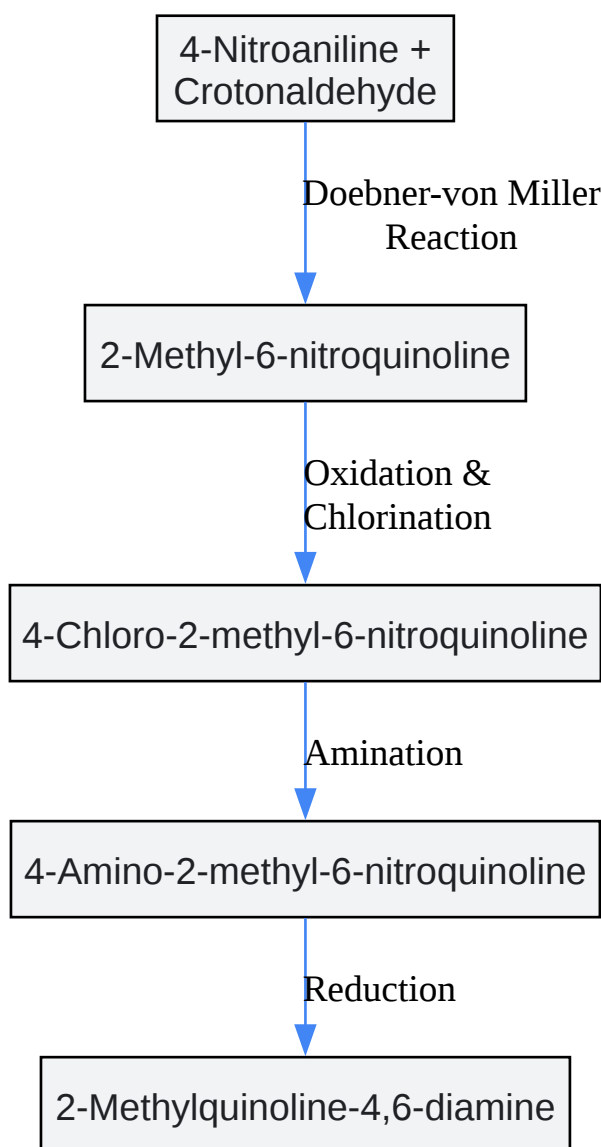 4-Nitroaniline +
Crotonaldehyde
Doebner-von Miller
Reaction
2-Methyl-6-nitroquinoline
Oxidation &
Chlorination
4-Chloro-2-methyl-6-nitroquinoline
Amination
4-Amino-2-methyl-6-nitroquinoline
Reduction
2-Methylquinoline-4,6-diamine